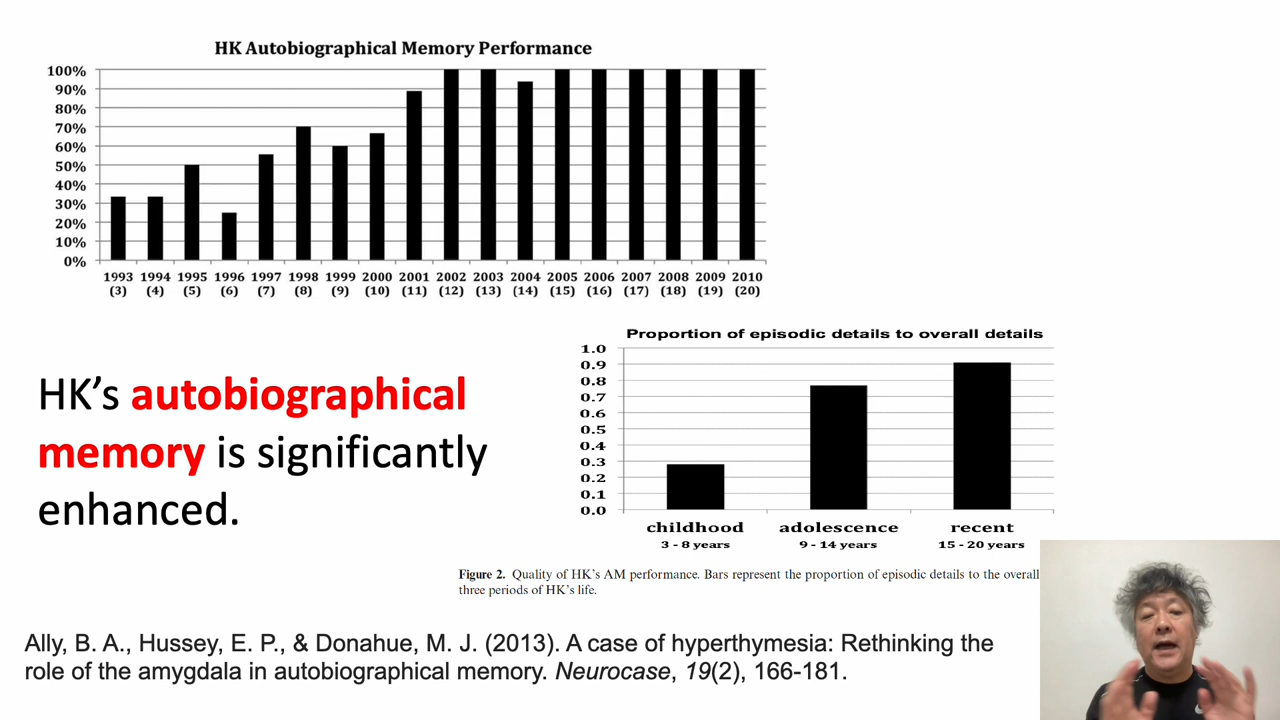 HK Autobiographical Memory Performance
100%
90%
80%
70%
60%
50%
40%
30%
20%
10%
0%
1993 1994 1995 1996 1997 1998 1999 2000 2001 2002 2003 2004 2005 2006 2007 2008 2009 2010
(3) (4) (5) (6) (7) (8) (9) (10) (11) (12) (13) (14) (15) (16) (17) (18) (19) (20)
Proportion of episodic details to overall details
1.0
0.9
0.8
0.7
0.6
0.5
0.4
0.3
0.2
0.1
0.0
childhood adolescence recent
3 - 8 years 9 - 14 years 15 - 20 years
HK’s autobiographical
memory is significantly
enhanced.
Figure 2. Quality of HK’s AM performance. Bars represent the proportion of episodic details to the overall
three periods of HK’s life.
Ally, B. A., Hussey, E. P., & Donahue, M. J. (2013). A case of hyperthymesia: Rethinking the
role of the amygdala in autobiographical memory. Neurocase, 19(2), 166-181.